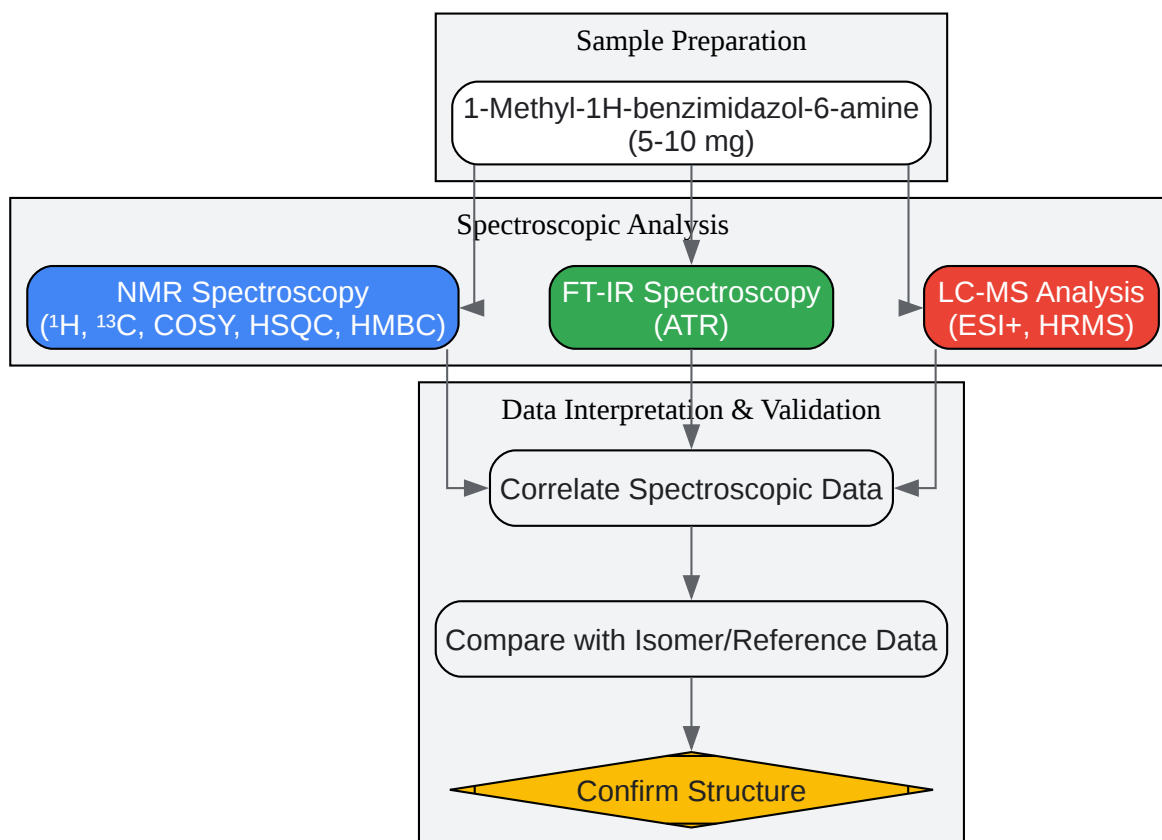 Sample Preparation
1-Methyl-1H-benzimidazol-6-amine
(5-10 mg)
Spectroscopic Analysis
NMR Spectroscopy
(¹H, ¹³C, COSY, HSQC, HMBC)
FT-IR Spectroscopy
(ATR)
LC-MS Analysis
(ESI+, HRMS)
Data Interpretation & Validation
Correlate Spectroscopic Data
Compare with Isomer/Reference Data
Confirm Structure